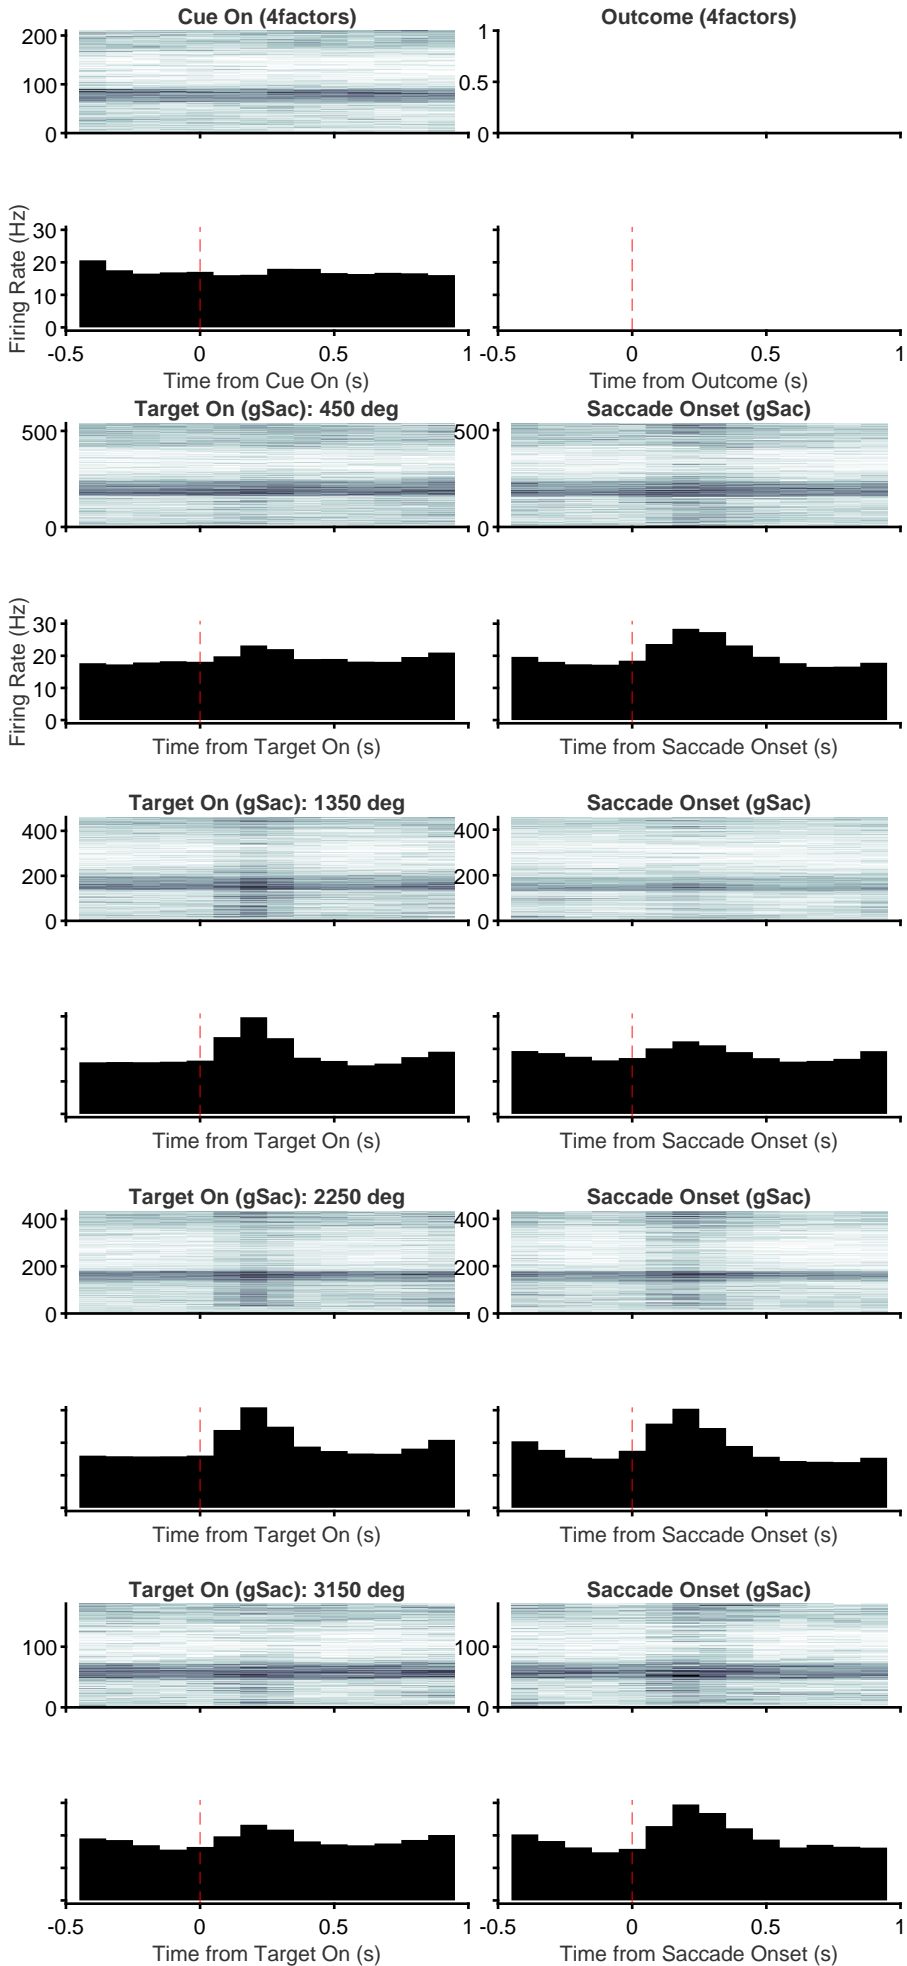 Cue On (4factors)
Outcome (4factors)
200
100
0
1
0.5
0
0
0.5
1
Firing Rate (Hz)
30
20
10
0
-0.5
0
0.5
1
Time from Cue On (s)
-0.5
0
0.5
1
Time from Outcome (s)
Target On (gSac): 450 deg
Saccade Onset (gSac)
500
0
500
0
Firing Rate (Hz)
30
20
10
0
Time from Target On (s)
Time from Saccade Onset (s)
Target On (gSac): 1350 deg
Saccade Onset (gSac)
400
200
0
400
200
0
Time from Target On (s)
Time from Saccade Onset (s)
Target On (gSac): 2250 deg
Saccade Onset (gSac)
400
200
0
400
200
0
Time from Target On (s)
Time from Saccade Onset (s)
Target On (gSac): 3150 deg
Saccade Onset (gSac)
100
0
100
0
-0.5
0
0.5
1
Time from Target On (s)
-0.5
0
0.5
1
Time from Saccade Onset (s)